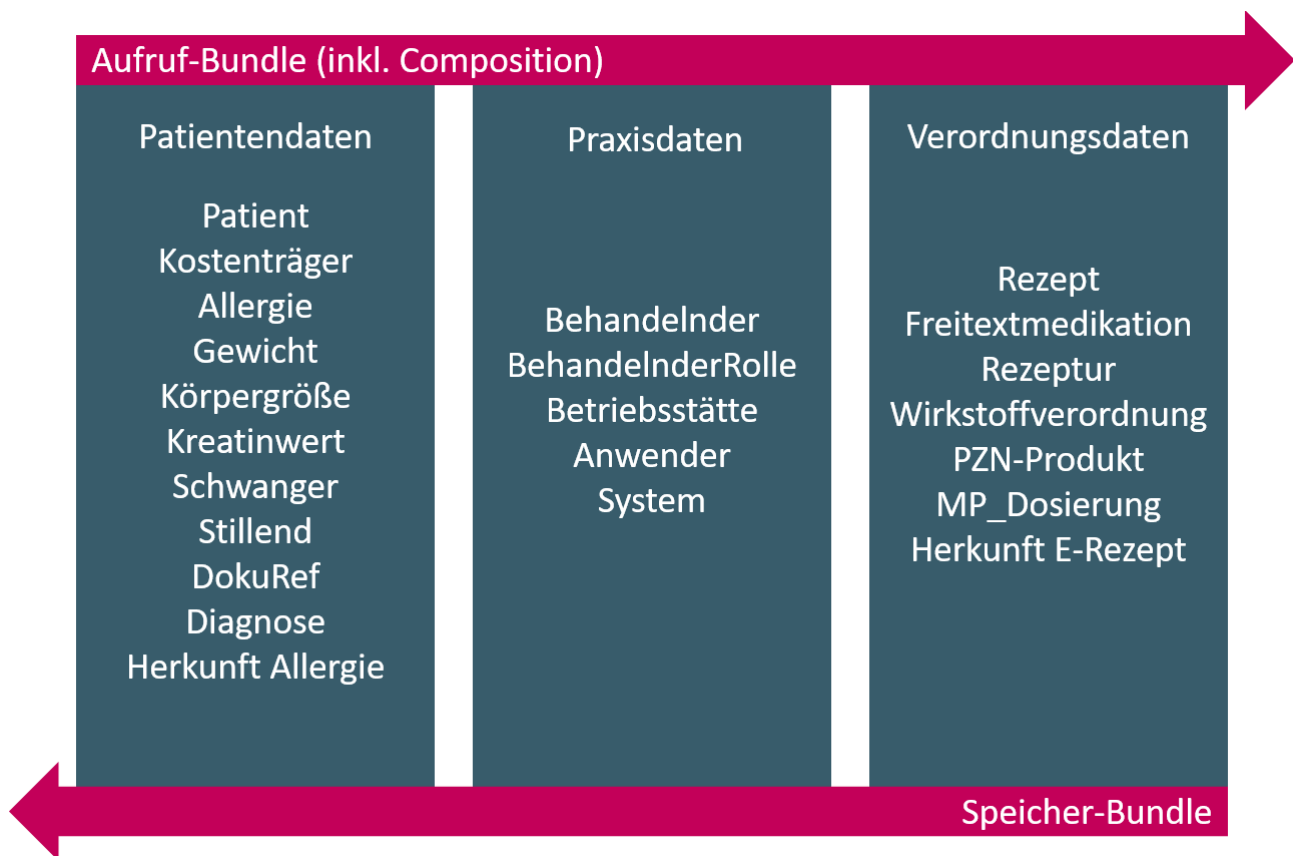 Aufruf-Bundle (inkl. Composition)
Patientendaten
Patient
Kostenträger
Allergie
Gewicht
Körpergröße
Kreatinwert
Schwanger
Stillend
DokuRef
Diagnose
Herkunft Allergie
Praxisdaten
Behandelnder
BehandelnderRolle
Betriebsstätte
Anwender
System
Verordnungsdaten
Rezept
Freitextmedikation
Rezeptur
Wirkstoffverordnung
PZN-Produkt
MP_Dosierung
Herkunft E-Rezept
Speicher-Bundle